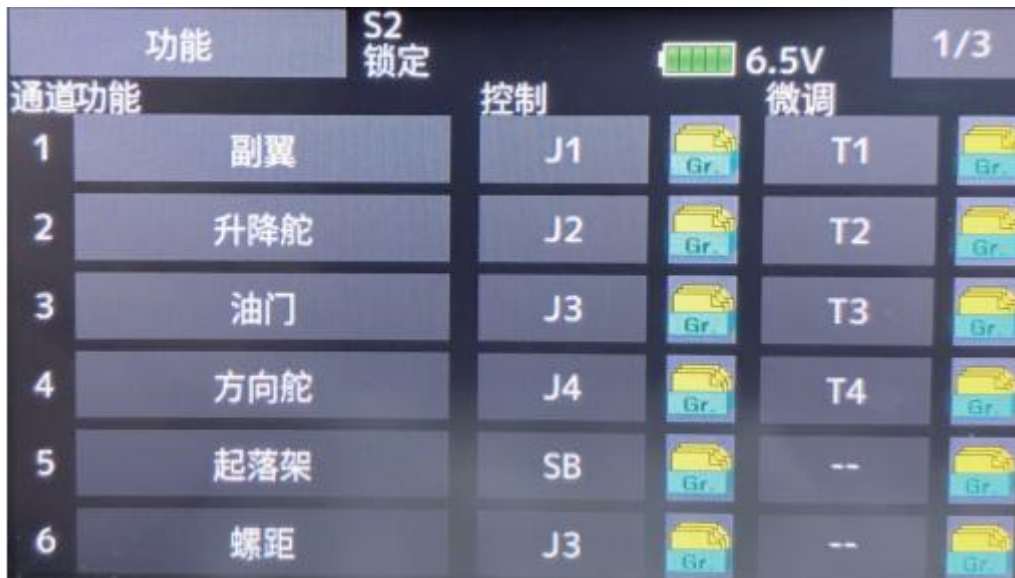 功能 S2 锁定 6.5V 1/3
通道功能 控制 微调
1 副翼 J1 Gr. T1 Gr.
2 升降舵 J2 Gr. T2 Gr.
3 油门 J3 Gr. T3 Gr.
4 方向舵 J4 Gr. T4 Gr.
5 起落架 SB Gr. -- Gr.
6 螺距 J3 Gr. -- Gr.